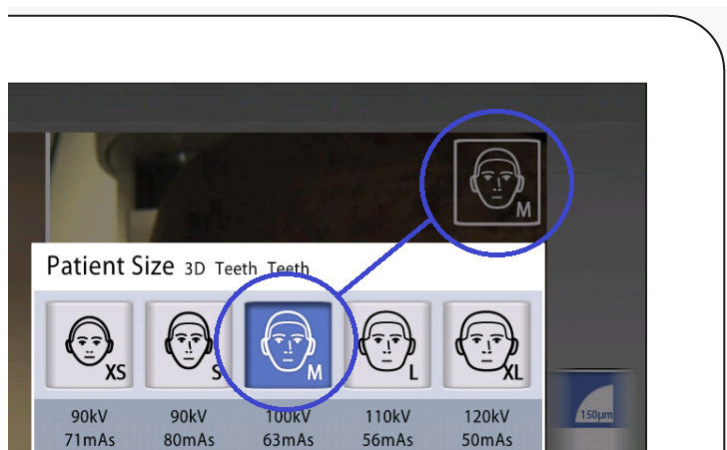 M
Patient Size 3D Teeth Teeth
XS S M L XL
90kV 90kV 100kV 110kV 120kV
71mAs 80mAs 63mAs 56mAs 50mAs
150µm